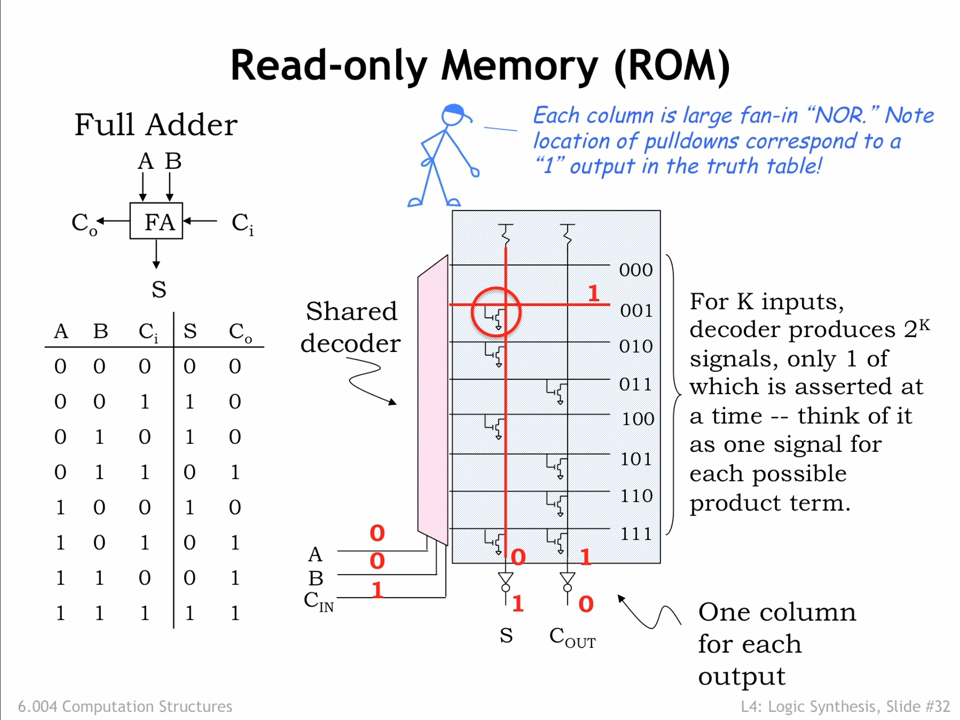 Read-only Memory (ROM)
Full Adder
A B
Co FA Ci
S
A B Ci S Co
0 0 0 0 0
0 0 1 1 0
0 1 0 1 0
0 1 1 0 1
1 0 0 1 0
1 0 1 0 1
1 1 0 0 1
1 1 1 1 1
Each column is large fan-in “NOR.” Note
location of pulldowns correspond to a
“1” output in the truth table!
Shared
decoder
000
1
001
010
011
100
101
110
111
A 0
B 0
CIN 1
0 1
1 0
S COUT
For K inputs,
decoder produces 2K
signals, only 1 of
which is asserted at
a time -- think of it
as one signal for
each possible
product term.
One column
for each
output
6.004 Computation Structures
L4: Logic Synthesis, Slide #32